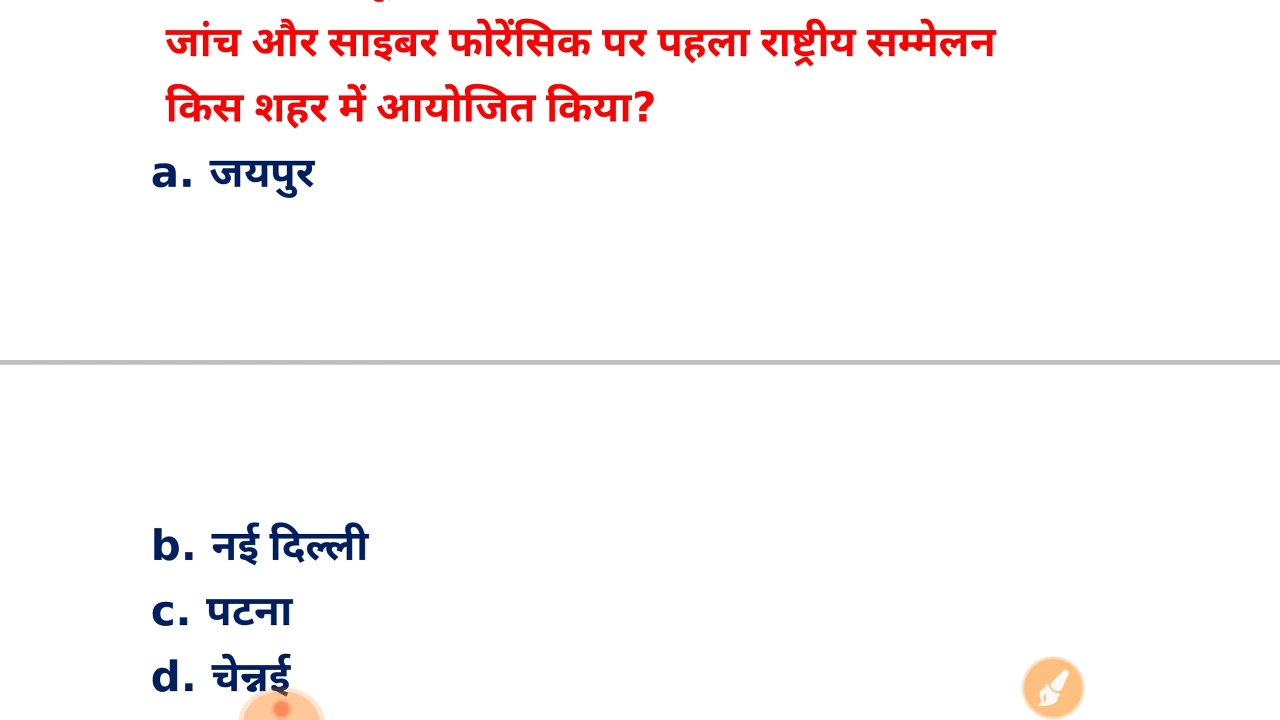 जांच और साइबर फोरेंसिक पर पहला राष्ट्रीय सम्मेलन
किस शहर में आयोजित किया?
a. जयपुर
b. नई दिल्ली
c. पटना
d. चेन्नई